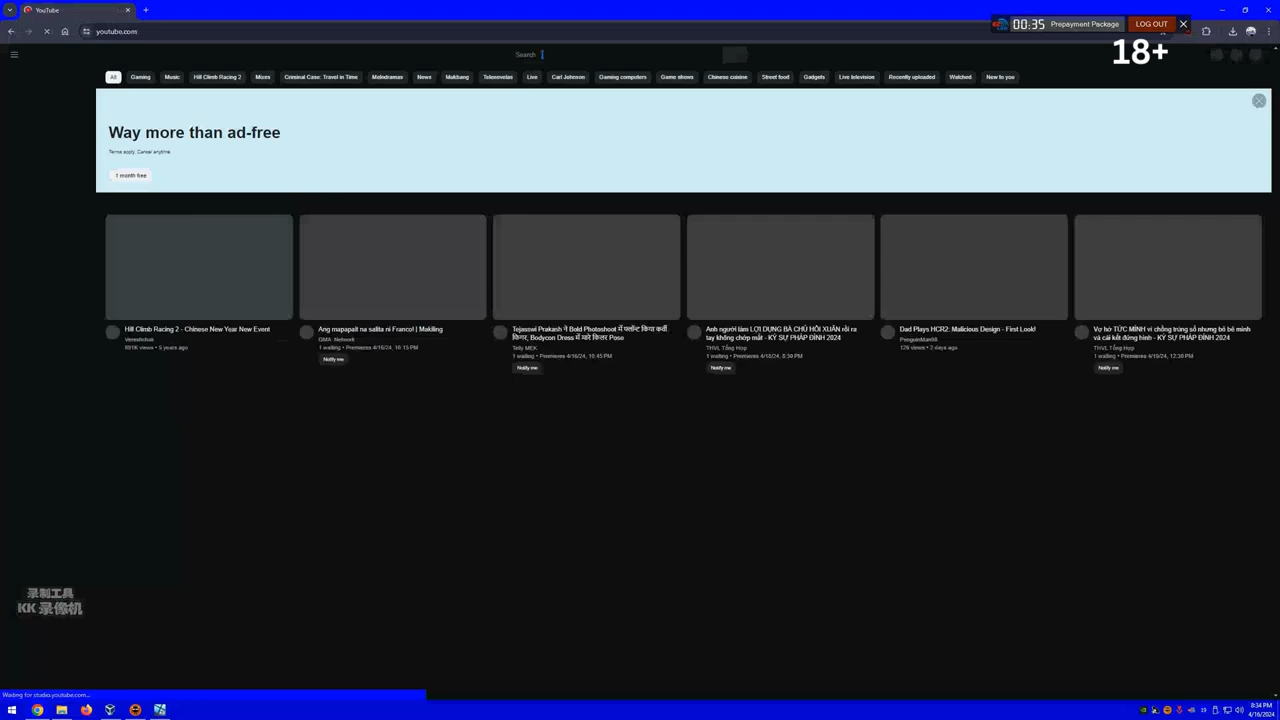 YouTube
youtube.com
00:35
Prepayment Package
LOG OUT
18+
Search
All
Gaming
Music
Hill Climb Racing 2
Mixes
Criminal Case: Travel in Time
Melodramas
News
Mukbang
Telenovelas
Live
Carl Johnson
Gaming computers
Game shows
Chinese cuisine
Street food
Gadgets
Live television
Recently uploaded
Watched
New to you
Way more than ad-free
Terms apply. Cancel anytime.
1 month free
Hill Climb Racing 2 - Chinese New Year New Event
Vereshchak
891K views • 5 years ago
Ang mapapait na salita ni Franco! | Makiling
GMA Network
1 waiting • Premieres 4/16/24, 10:15 PM
Notify me
Tejasswi Prakash ने Bold Photoshoot में फ्लॉन्ट किया कर्वी
फिगर, Bodycon Dress में मारे किलर Pose
Telly MEK
1 waiting • Premieres 4/16/24, 10:45 PM
Notify me
Anh người làm LỢI DỤNG BÀ CHỦ HỒI XUÂN rồi ra
tay không chớp mắt - KÝ SỰ PHÁP ĐÌNH 2024
THVL Tổng Hợp
1 waiting • Premieres 4/18/24, 8:30 PM
Notify me
Dad Plays HCR2: Malicious Design - First Look!
PenguinMan98
126 views • 2 days ago
Vợ hờ TỨC MÌNH vì chồng trúng số nhưng bồ bê mình
và cái kết đứng hình - KÝ SỰ PHÁP ĐÌNH 2024
THVL Tổng Hợp
1 waiting • Premieres 4/19/24, 12:30 PM
Notify me
录制工具
KK 录像机
Waiting for studio.youtube.com...
8:34 PM
4/16/2024